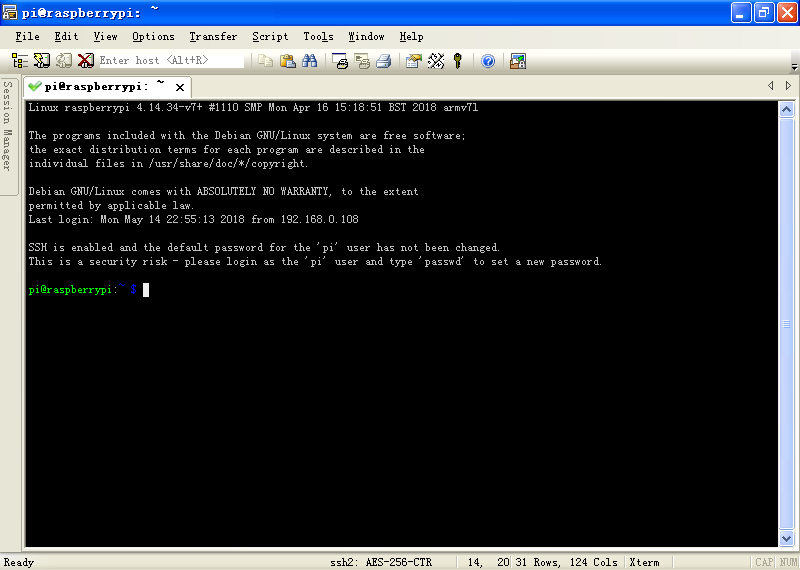 pi@raspberrypi: ~
File Edit View Options Transfer Script Tools Window Help
Enter host <Alt+R>
Session Manager
pi@raspberrypi: ~
Linux raspberrypi 4.14.34-v7+ #1110 SMP Mon Apr 16 15:18:51 BST 2018 armv7l
The programs included with the Debian GNU/Linux system are free software;
the exact distribution terms for each program are described in the
individual files in /usr/share/doc/*/copyright.
Debian GNU/Linux comes with ABSOLUTELY NO WARRANTY, to the extent
permitted by applicable law.
Last login: Mon May 14 22:55:13 2018 from 192.168.0.108
SSH is enabled and the default password for the 'pi' user has not been changed.
This is a security risk - please login as the 'pi' user and type 'passwd' to set a new password.
pi@raspberrypi:~ $
Ready ssh2: AES-256-CTR 14, 20 31 Rows, 124 Cols Xterm CAP NUM